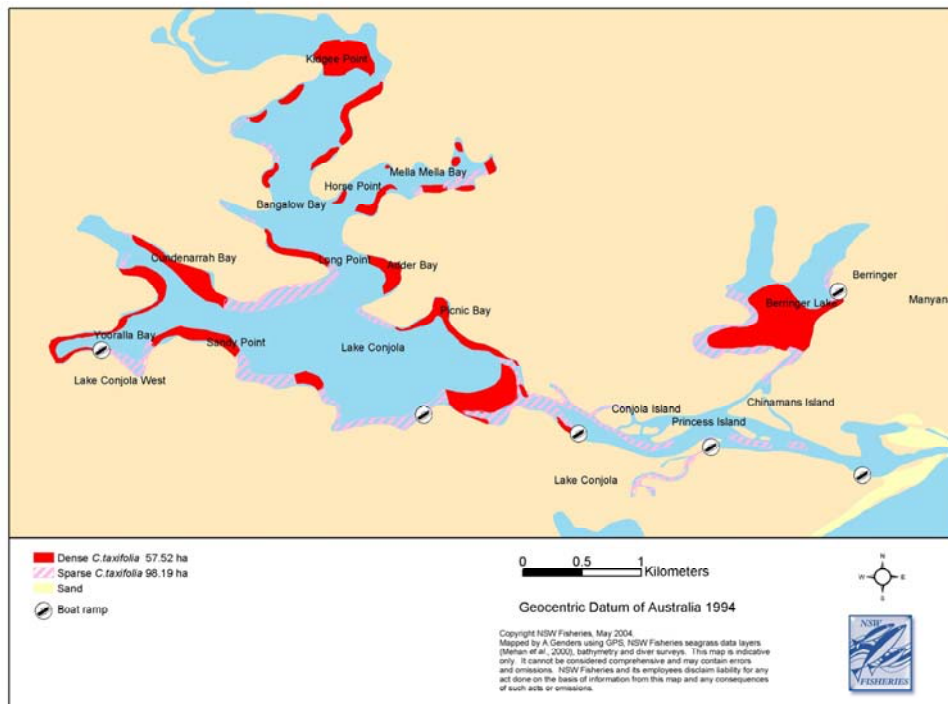 Kidgee Point
Mella Mella Bay
Horse Point
Bangalow Bay
Cundenarrah Bay
Long Point
Adder Bay
Berringer
Berringer Lake
Manyan
Picnic Bay
Yooralla Bay
Sandy Point
Lake Conjola
Lake Conjola West
Chinamans Island
Conjola Island
Princess Island
Lake Conjola
Dense C.taxifolia 57.52 ha
Sparse C.taxifolia 98.19 ha
Sand
Boat ramp
0 0.5 1
Kilometers
Geocentric Datum of Australia 1994
Copyright NSW Fisheries, May 2004.
Mapped by A Genders using GPS, NSW Fisheries seagrass data layers
(Mehan et al., 2000), bathymetry and diver surveys. This map is indicative
only. It cannot be considered comprehensive and may contain errors
and omissions. NSW Fisheries and its employees disclaim liability for any
act done on the basis of information from this map and any consequences
of such acts or omissions.
N
W E
S
NSW
FISHERIES